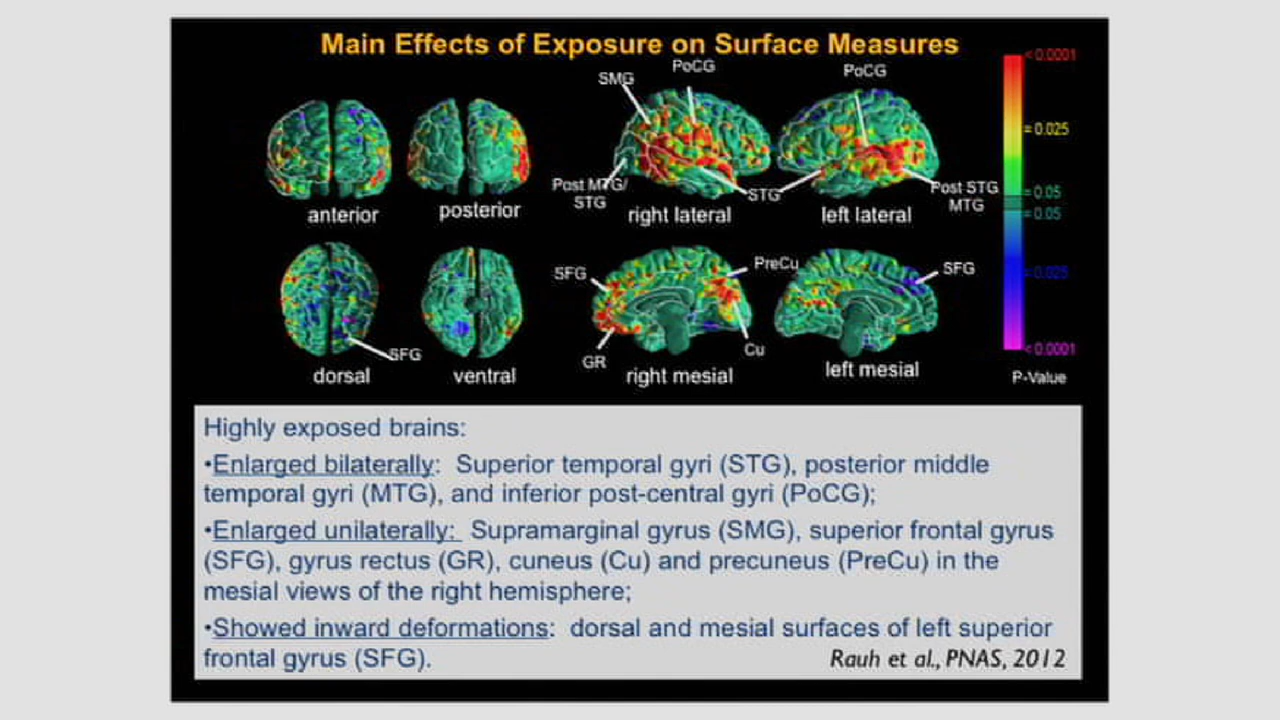 Main Effects of Exposure on Surface Measures
SMG
PoCG
PoCG
<0.0001
=0.025
=0.05
=0.05
=0.025
<0.0001
P-Value
Post MTG/
STG
STG
Post STG
MTG
anterior
posterior
right lateral
left lateral
SFG
PreCu
SFG
SFG
GR
Cu
dorsal
ventral
right mesial
left mesial
Highly exposed brains:
•Enlarged bilaterally: Superior temporal gyri (STG), posterior middle
temporal gyri (MTG), and inferior post-central gyri (PoCG);
•Enlarged unilaterally: Supramarginal gyrus (SMG), superior frontal gyrus
(SFG), gyrus rectus (GR), cuneus (Cu) and precuneus (PreCu) in the
mesial views of the right hemisphere;
•Showed inward deformations: dorsal and mesial surfaces of left superior
frontal gyrus (SFG).
Rauh et al., PNAS, 2012